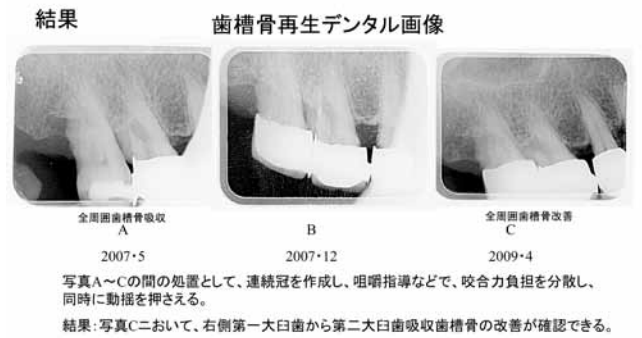 結果
歯槽骨再生デンタル画像
全周囲歯槽骨吸収
A
2007・5
B
2007・12
全周囲歯槽骨改善
C
2009・4
写真A～Cの間の処置として、連続冠を作成し、咀嚼指導などで、咬合力負担を分散し、
同時に動揺を押さえる。
結果：写真Cニおいて、右側第一大臼歯から第二大臼歯吸収歯槽骨の改善が確認できる。